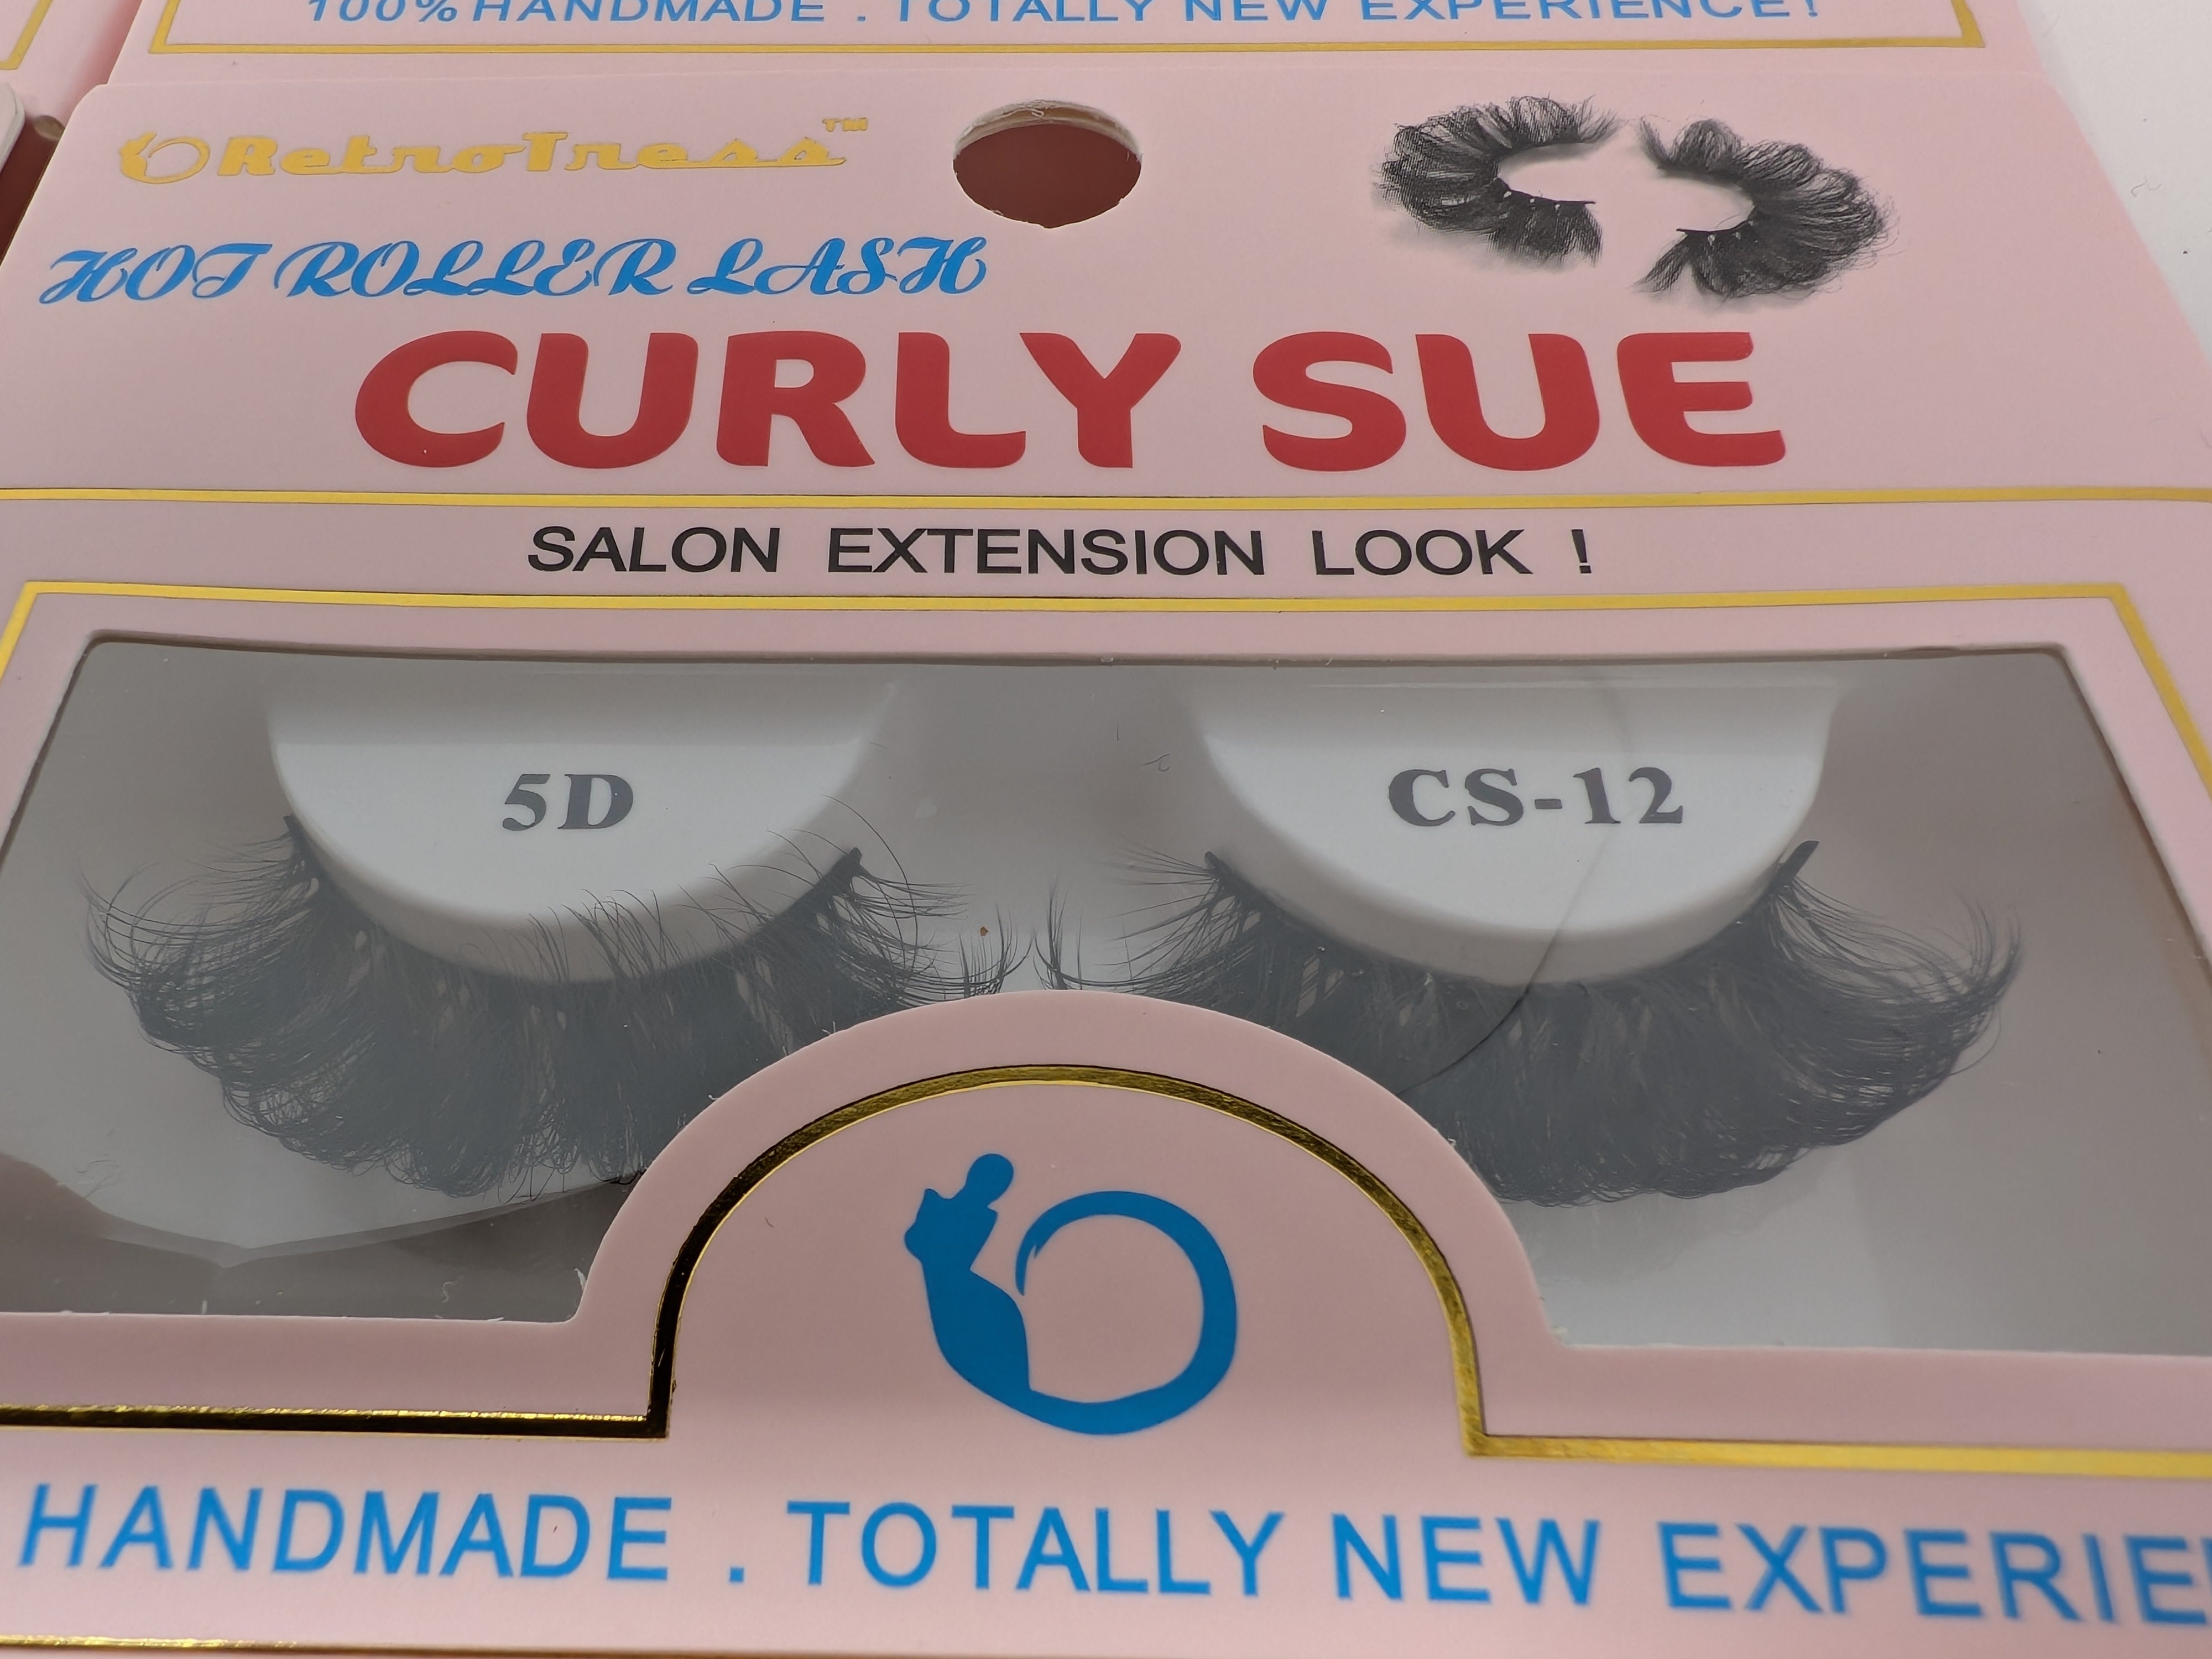 100% HANDMADE . TOTALLY NEW EXPERIENCE!
RetroTress™
HOT ROLLER LASH
CURLY SUE
SALON EXTENSION LOOK !
5D CS-12
HANDMADE . TOTALLY NEW EXPERIE